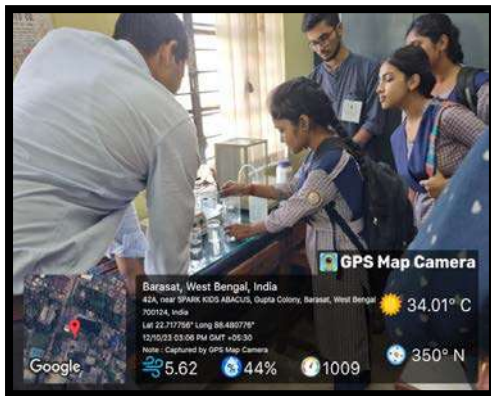 GPS Map Camera
Barasat, West Bengal, India
42A, near SPARK KIDS ABACUS, Gupta Colony, Barasat, West Bengal
700124, India
Lat 22.717756° Long 88.480776°
12/10/23 03:06 PM GMT +05:30
Note : Captured by GPS Map Camera
34.01° C
Google
5.62
44%
1009
350° N